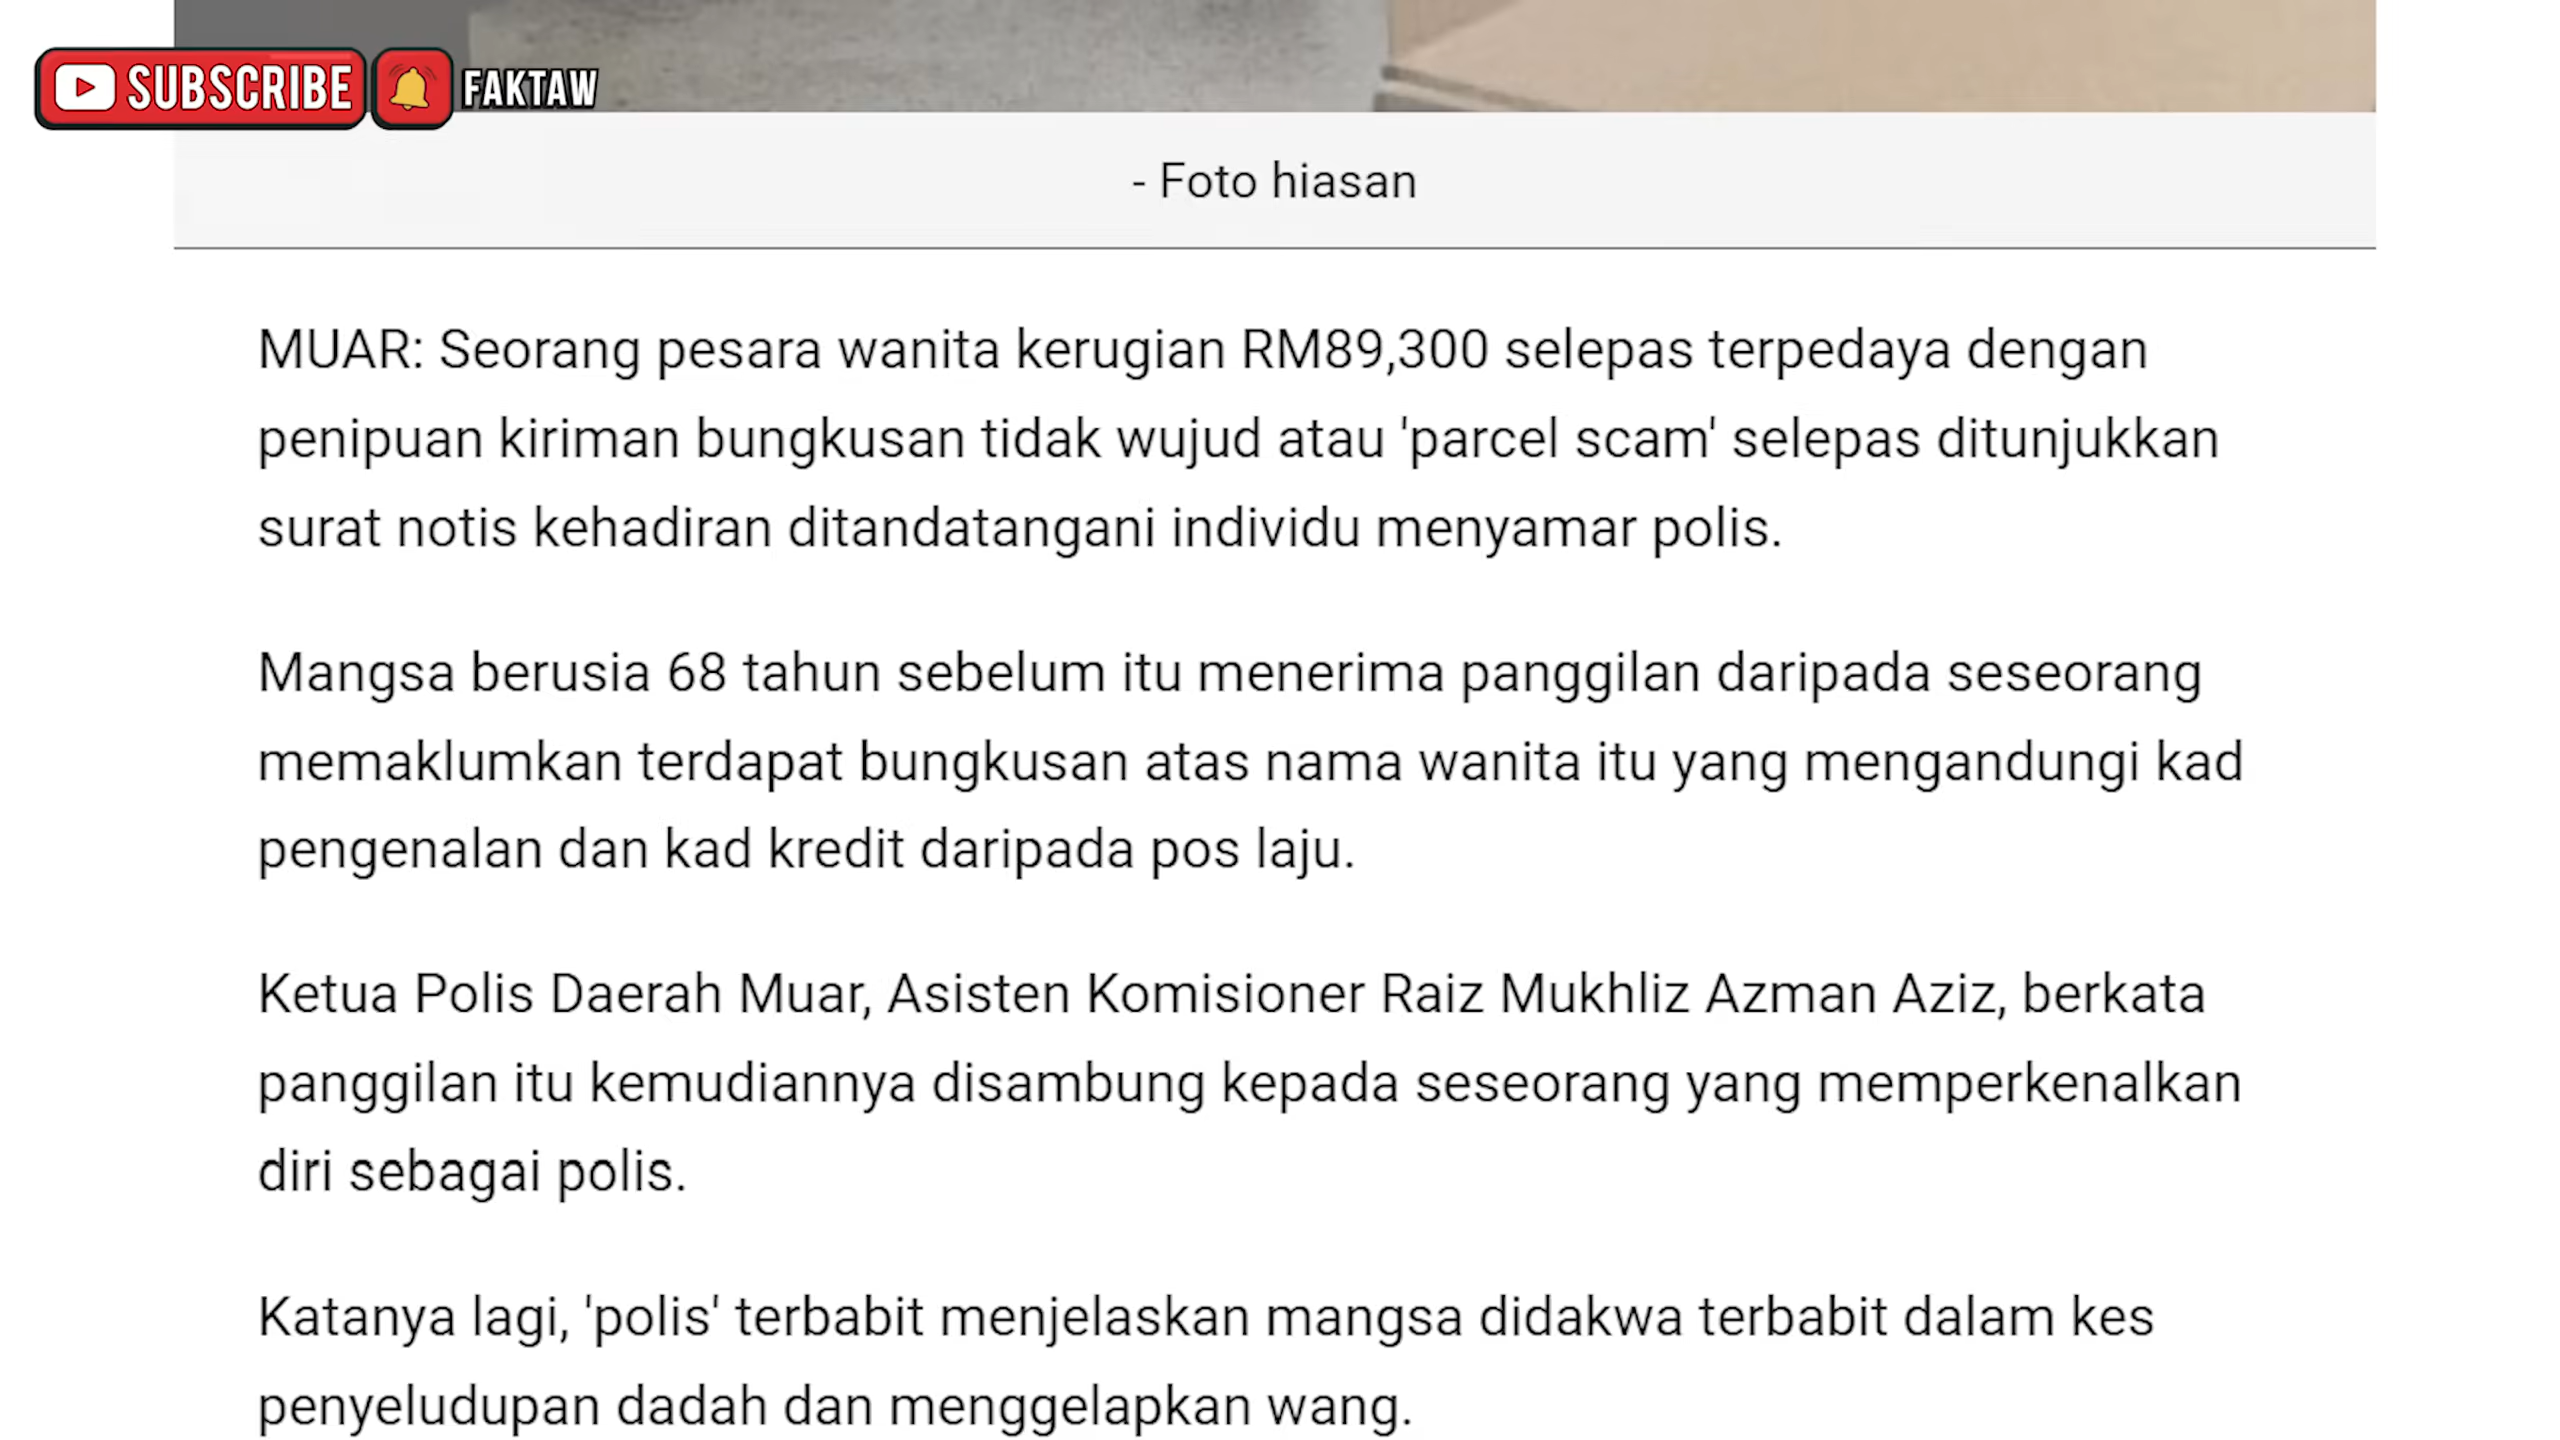 SUBSCRIBE FAKTAW
- Foto hiasan
MUAR: Seorang pesara wanita kerugian RM89,300 selepas terpedaya dengan
penipuan kiriman bungkusan tidak wujud atau 'parcel scam' selepas ditunjukkan
surat notis kehadiran ditandatangani individu menyamar polis.
Mangsa berusia 68 tahun sebelum itu menerima panggilan daripada seseorang
memaklumkan terdapat bungkusan atas nama wanita itu yang mengandungi kad
pengenalan dan kad kredit daripada pos laju.
Ketua Polis Daerah Muar, Asisten Komisioner Raiz Mukhliz Azman Aziz, berkata
panggilan itu kemudiannya disambung kepada seseorang yang memperkenalkan
diri sebagai polis.
Katanya lagi, 'polis' terbabit menjelaskan mangsa didakwa terbabit dalam kes
penyeludupan dadah dan menggelapkan wang.